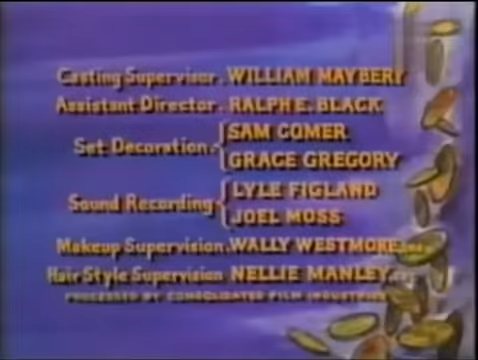 Casting Supervisor . WILLIAM MAYBERY
Assistant Director . RALPH E. BLACK
Set Decoration . { SAM COMER
GRACE GREGORY
Sound Recording { LYLE FIGLAND
JOEL MOSS
Makeup Supervision . WALLY WESTMORE
Hair Style Supervision NELLIE MANLEY
PROCESSED BY CONSOLIDATED FILM INDUSTRIES